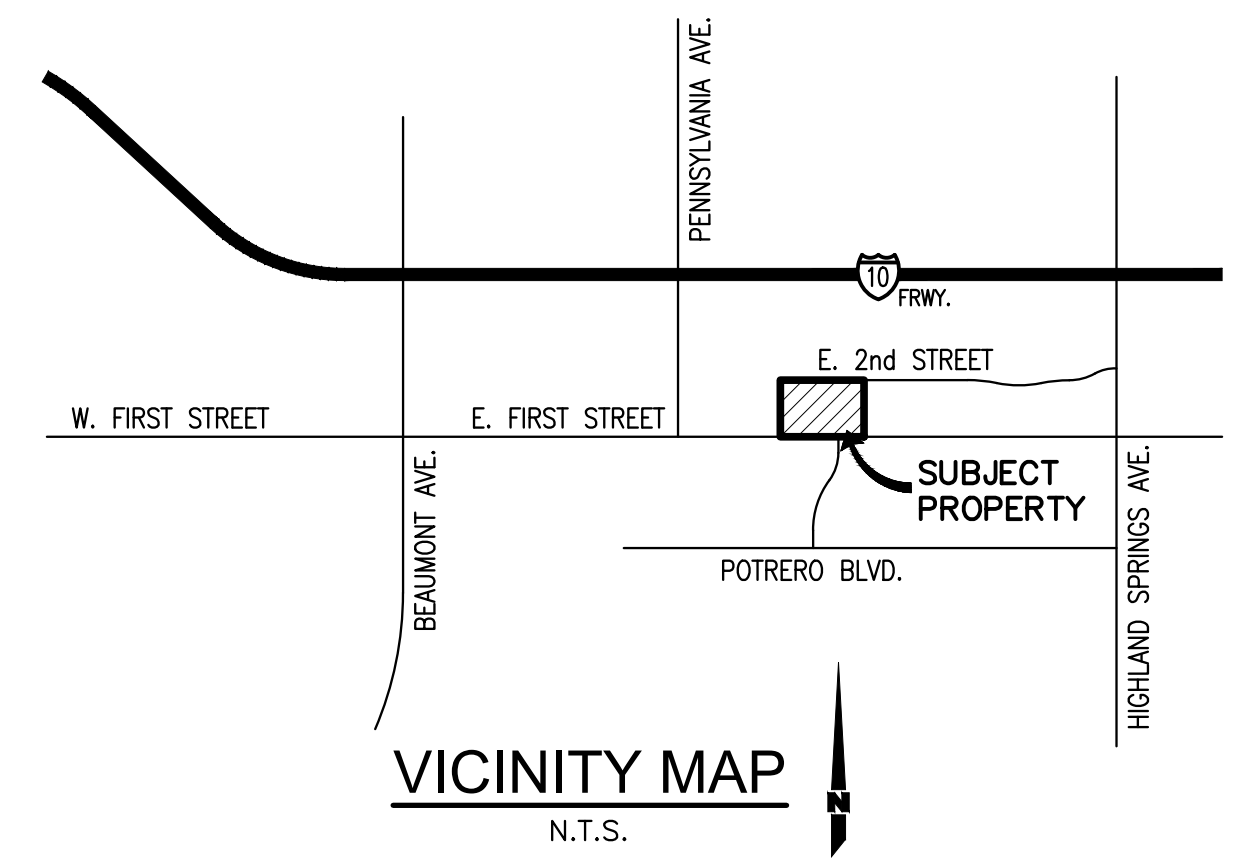 PENNSYLVANIA AVE.
10
FRWY.
E. 2nd STREET
W. FIRST STREET
E. FIRST STREET
BEAUMONT AVE.
SUBJECT
PROPERTY
HIGHLAND SPRINGS AVE.
POTRERO BLVD.
VICINITY MAP
N
N.T.S.